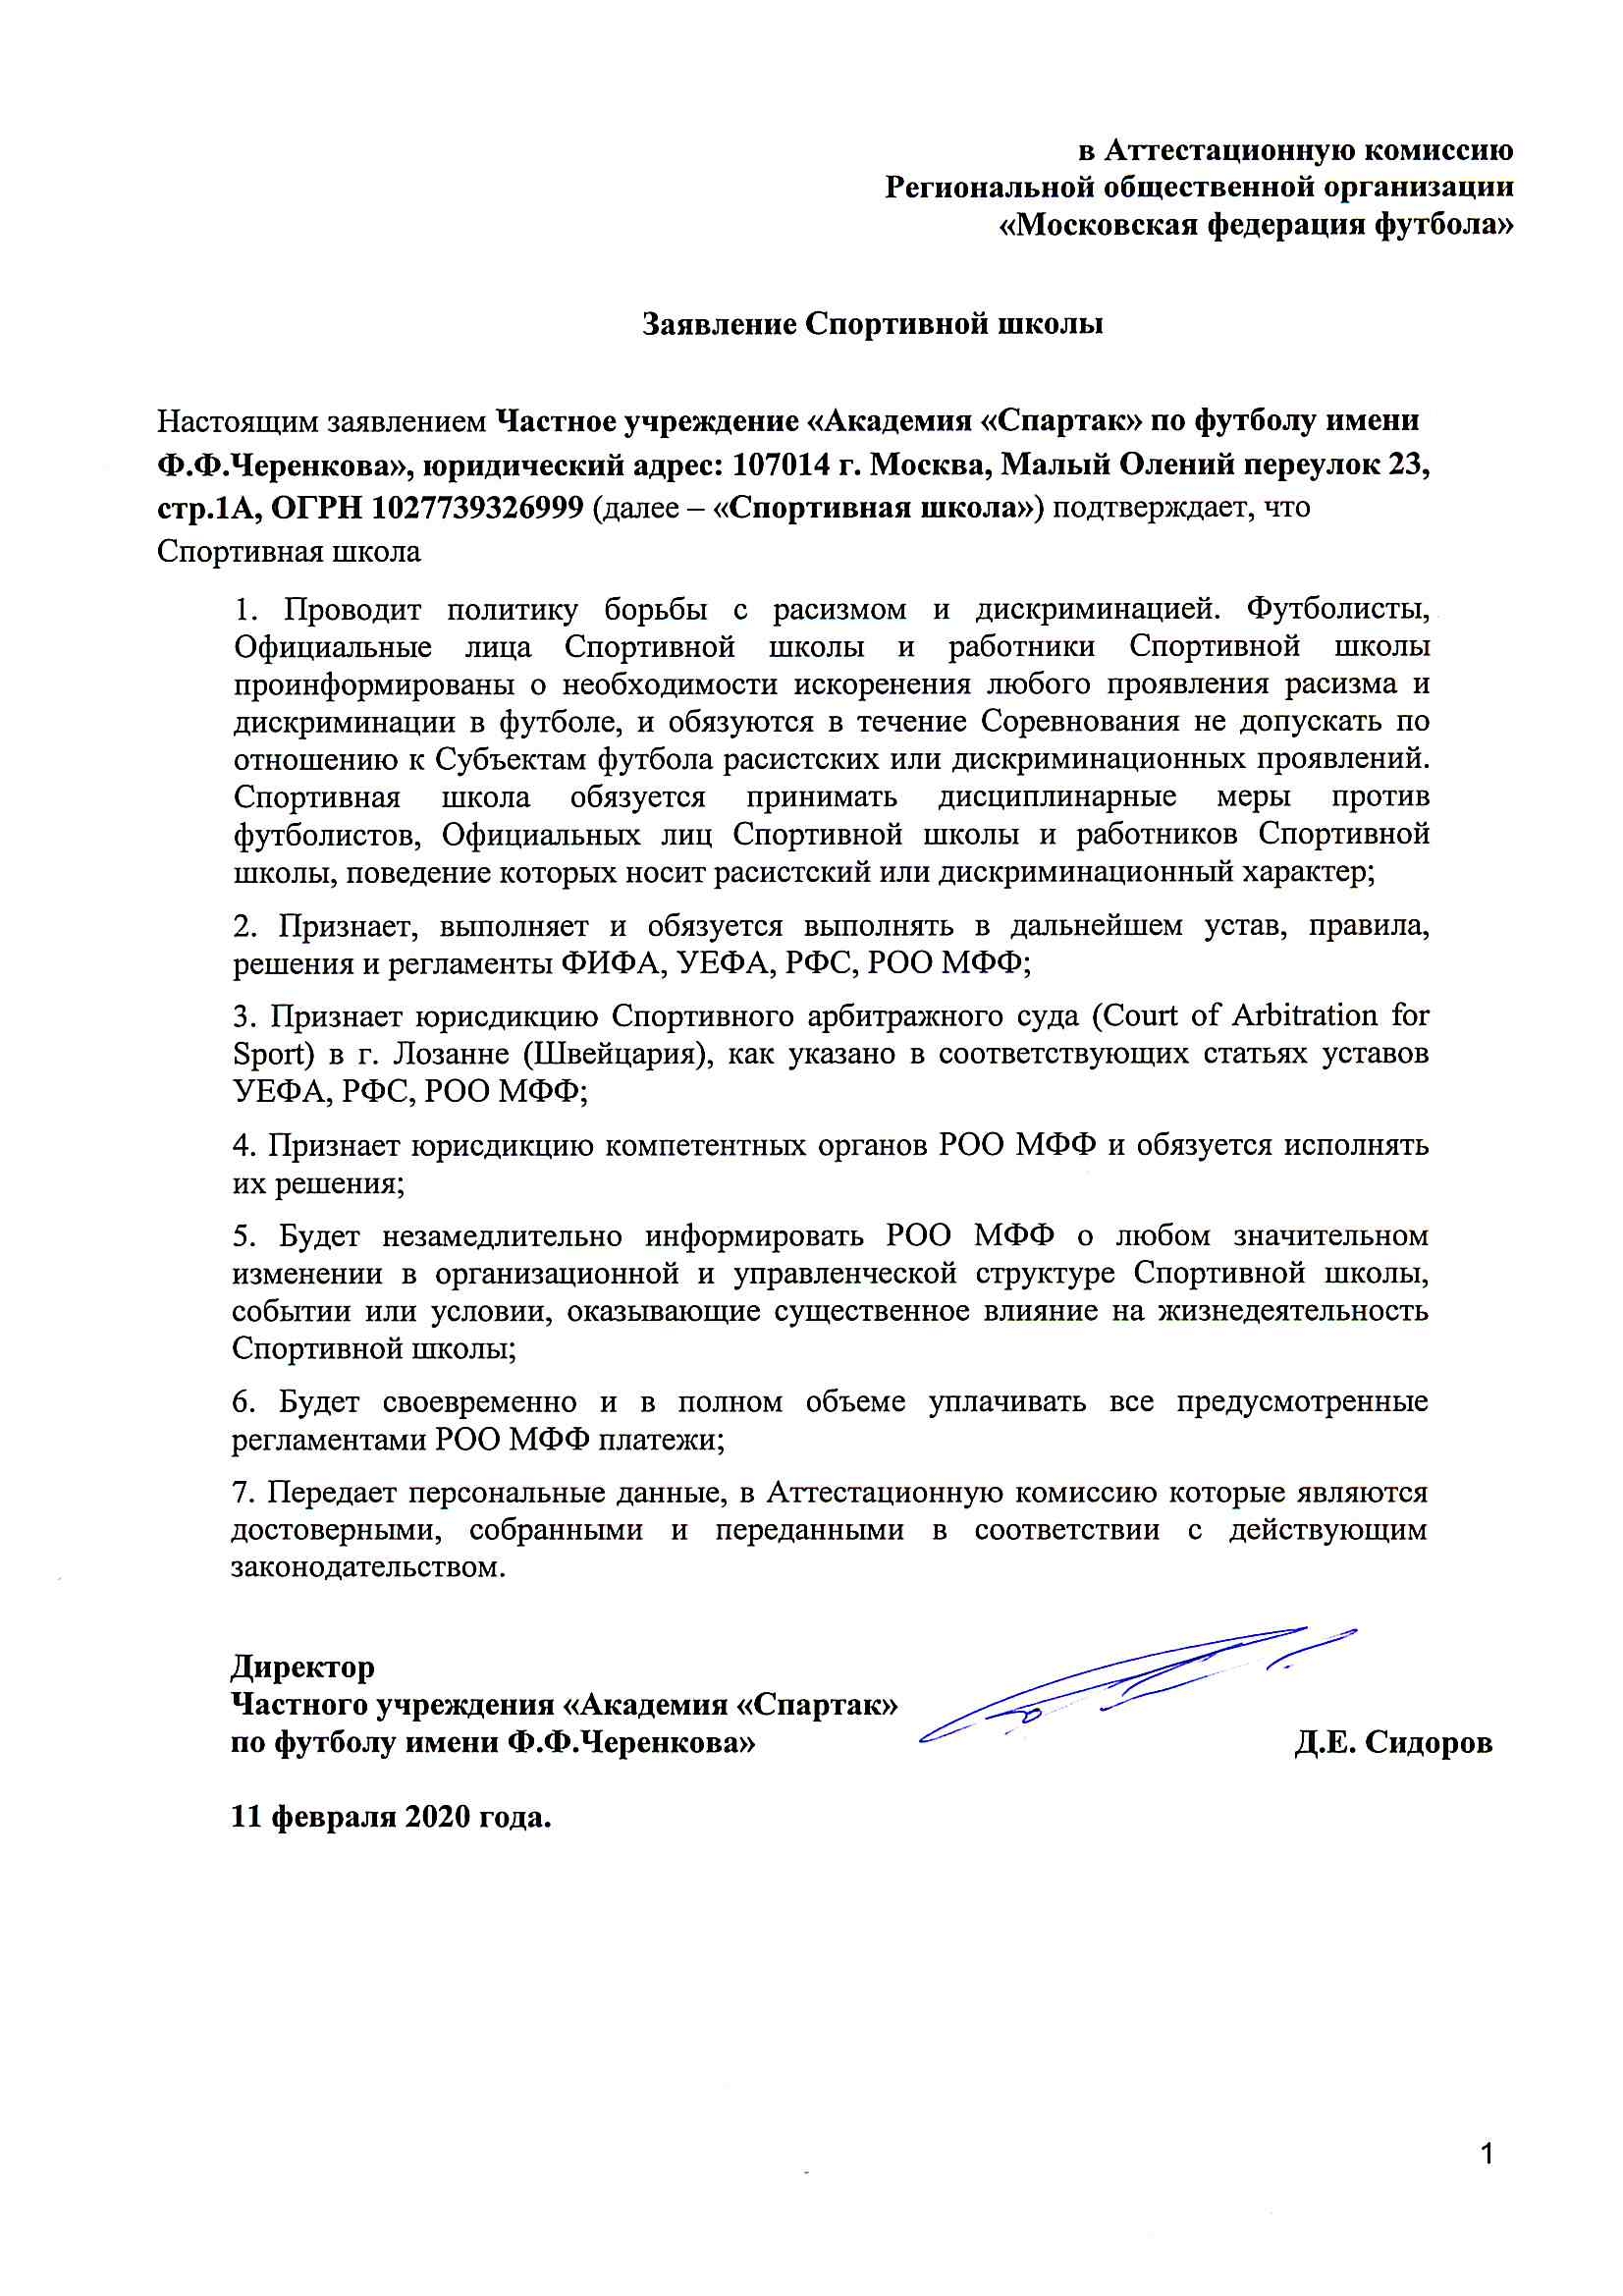 в Аттестационную комиссию
Региональной общественной организации
«Московская федерация футбола»
Заявление Спортивной школы
Настоящим заявлением Частное учреждение «Академия «Спартак» по футболу имени
Ф.Ф.Черенкова», юридический адрес: 107014 г. Москва, Малый Олений переулок 23,
стр.1А, ОГРН 1027739326999 (далее – «Спортивная школа») подтверждает, что
Спортивная школа
1. Проводит политику борьбы с расизмом и дискриминацией. Футболисты,
Официальные лица Спортивной школы и работники Спортивной школы
проинформированы о необходимости искоренения любого проявления расизма и
дискриминации в футболе, и обязуются в течение Соревнования не допускать по
отношению к Субъектам футбола расистских или дискриминационных проявлений.
Спортивная школа обязуется принимать дисциплинарные меры против
футболистов, Официальных лиц Спортивной школы и работников Спортивной
школы, поведение которых носит расистский или дискриминационный характер;
2. Признает, выполняет и обязуется выполнять в дальнейшем устав, правила,
решения и регламенты ФИФА, УЕФА, РФС, РОО МФФ;
3. Признает юрисдикцию Спортивного арбитражного суда (Court of Arbitration for
Sport) в г. Лозанне (Швейцария), как указано в соответствующих статьях уставов
УЕФА, РФС, РОО МФФ;
4. Признает юрисдикцию компетентных органов РОО МФФ и обязуется исполнять
их решения;
5. Будет незамедлительно информировать РОО МФФ о любом значительном
изменении в организационной и управленческой структуре Спортивной школы,
событии или условии, оказывающие существенное влияние на жизнедеятельность
Спортивной школы;
6. Будет своевременно и в полном объеме уплачивать все предусмотренные
регламентами РОО МФФ платежи;
7. Передает персональные данные, в Аттестационную комиссию которые являются
достоверными, собранными и переданными в соответствии с действующим
законодательством.
Директор
Частного учреждения «Академия «Спартак»
по футболу имени Ф.Ф.Черенкова»
Д.Е. Сидоров
11 февраля 2020 года.
1